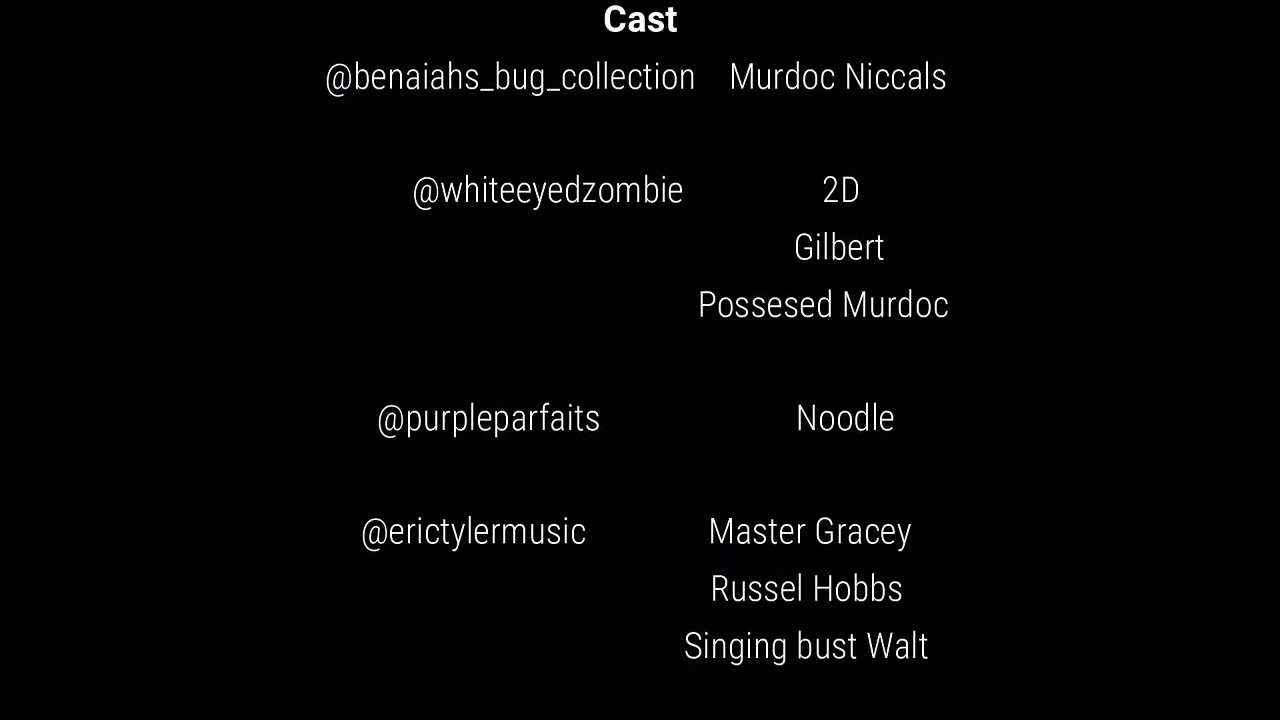 Cast
@benaiahs_bug_collection Murdoc Niccals
@whiteeyedzombie 2D
Gilbert
Possesed Murdoc
@purpleparfaits Noodle
@erictylermusic Master Gracey
Russel Hobbs
Singing bust Walt